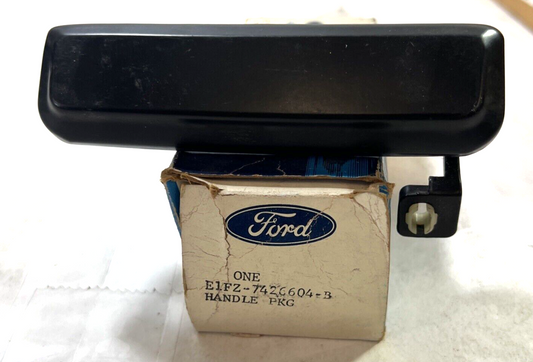 Ford
ONE
E1FZ-7426604-B
HANDLE PKG